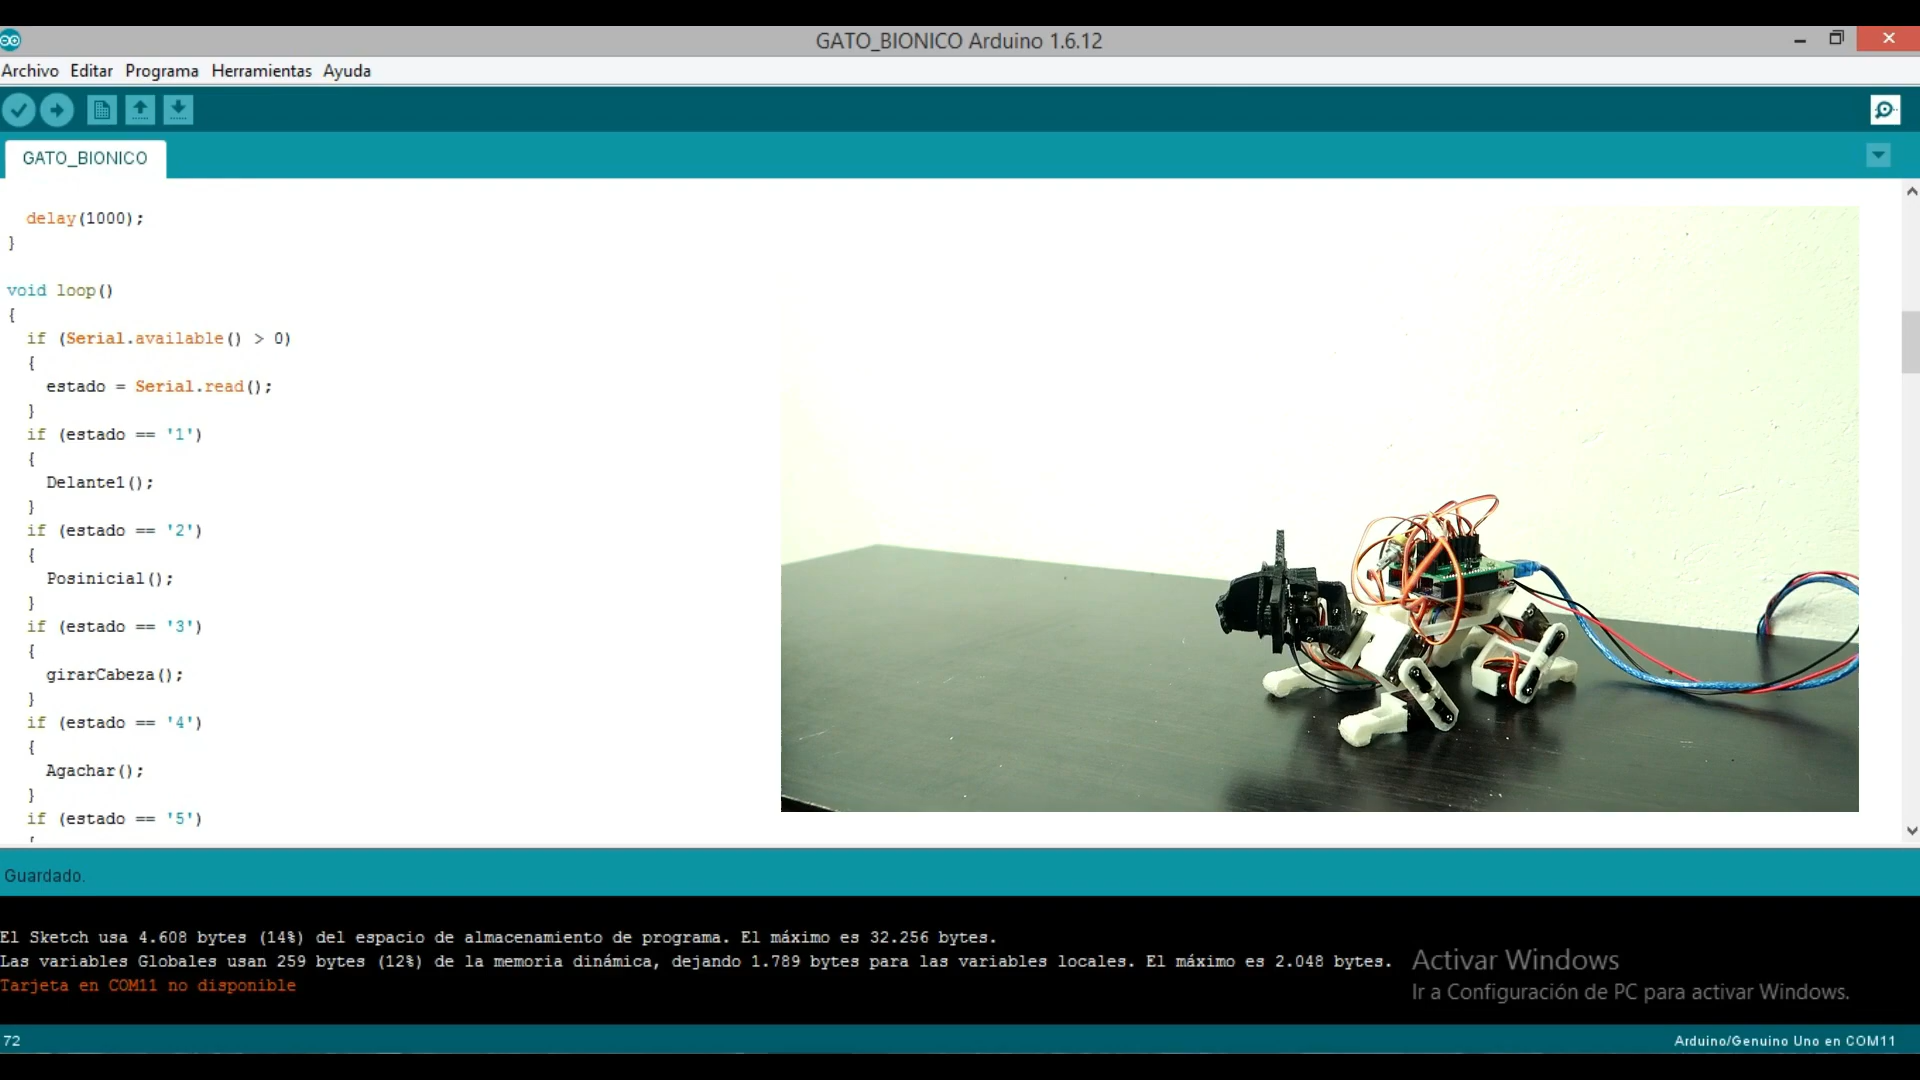 GATO_BIONICO Arduino 1.6.12
Archivo Editar Programa Herramientas Ayuda
GATO_BIONICO
delay(1000);
}
void loop()
{
if (Serial.available() > 0)
{
estado = Serial.read();
}
if (estado == '1')
{
Delante1();
}
if (estado == '2')
{
Posinicial();
}
if (estado == '3')
{
girarCabeza();
}
if (estado == '4')
{
Agachar();
}
if (estado == '5')
Guardado.
El Sketch usa 4.608 bytes (14%) del espacio de almacenamiento de programa. El máximo es 32.256 bytes.
Las variables Globales usan 259 bytes (12%) de la memoria dinámica, dejando 1.789 bytes para las variables locales. El máximo es 2.048 bytes.
Tarjeta en COM11 no disponible
Activar Windows
Ir a Configuración de PC para activar Windows.
72
Arduino/Genuino Uno en COM11